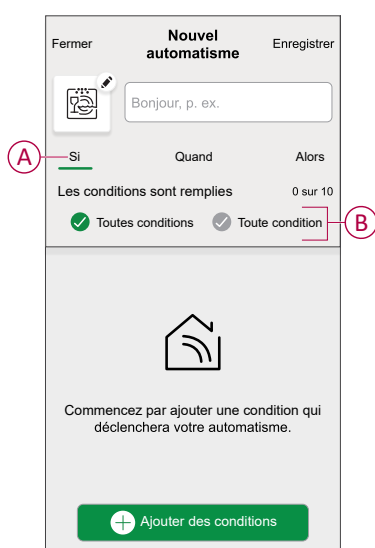 Fermer
Nouvel
automatisme
Enregistrer
Bonjour, p. ex.
A
Si
Quand
Alors
Les conditions sont remplies
0 sur 10
Toutes conditions
Toute condition
B
Commencez par ajouter une condition qui
déclenchera votre automatisme.
Ajouter des conditions